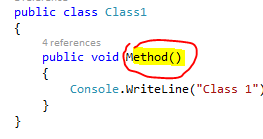 public class Class1
{
4 references
public void Method()
{
Console.WriteLine("Class 1")
}
}